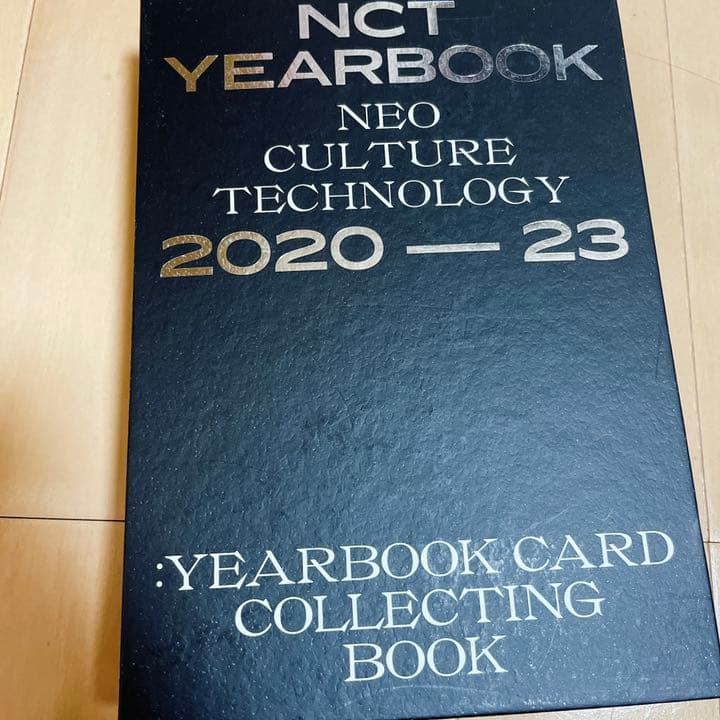 NCT
YEARBOOK
NEO
CULTURE
TECHNOLOGY
2020 — 23
:YEARBOOK CARD
COLLECTING
BOOK